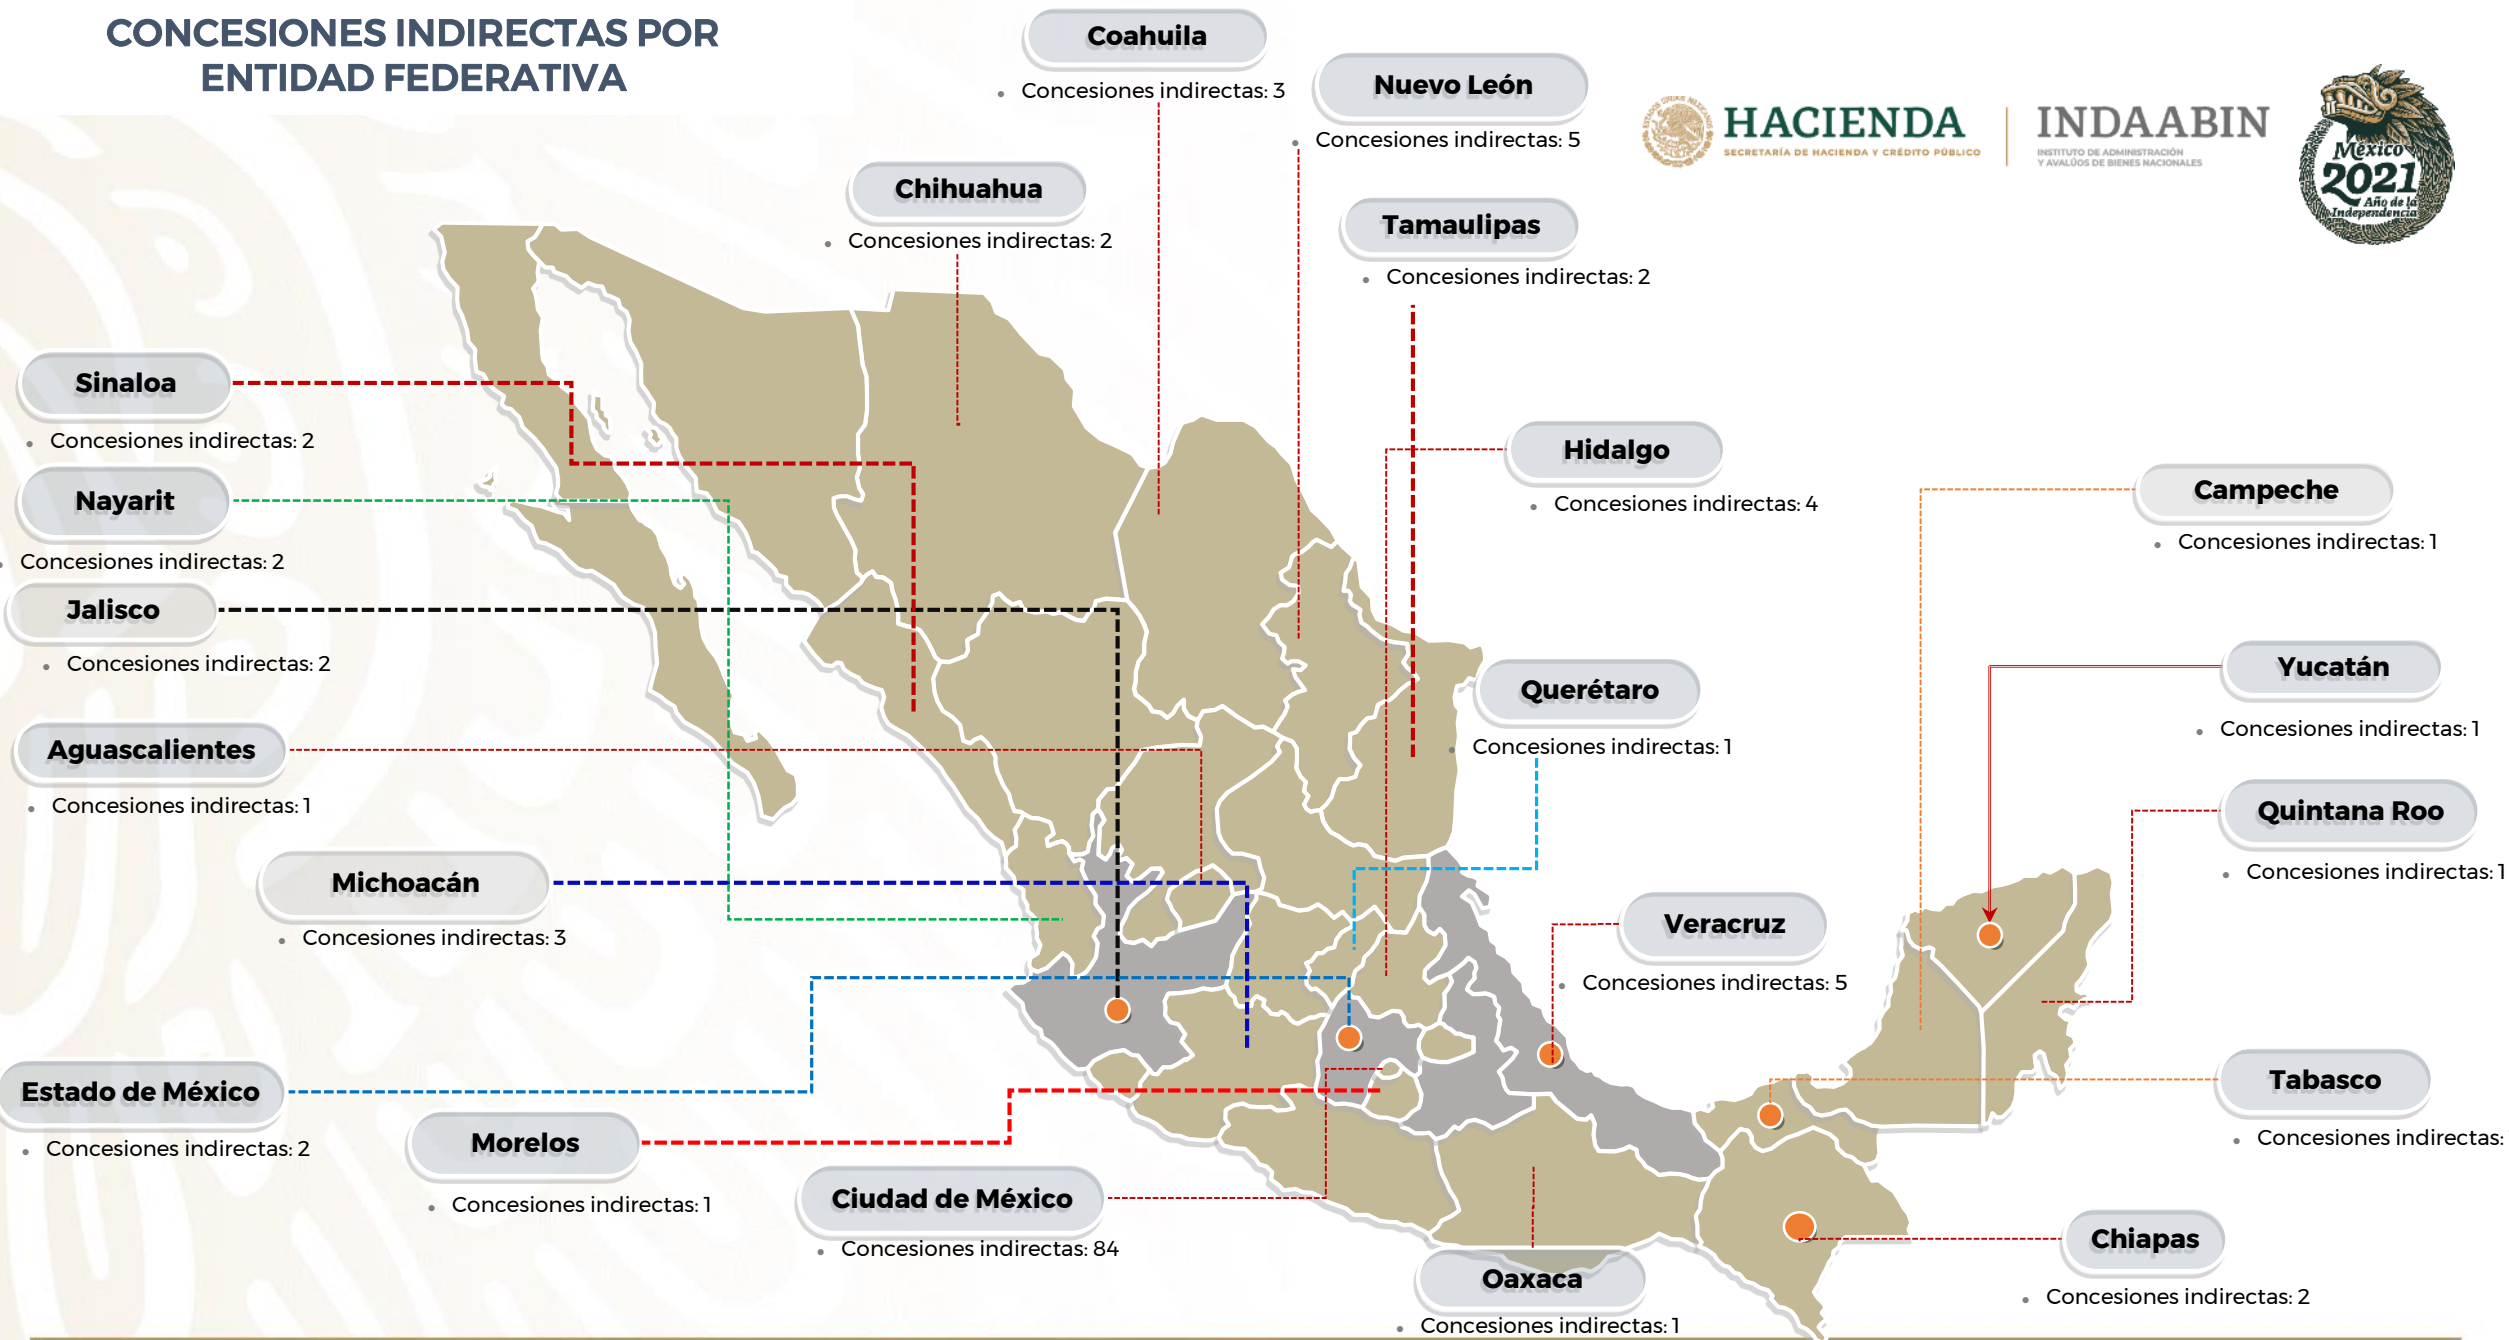 CONCESIONES INDIRECTAS POR
ENTIDAD FEDERATIVA
Coahuila
• Concesiones indirectas: 3
Nuevo León
• Concesiones indirectas: 5
HACIENDA
SECRETARÍA DE HACIENDA Y CRÉDITO PÚBLICO
INDAABIN
INSTITUTO DE ADMINISTRACIÓN
Y AVALÚOS DE BIENES NACIONALES
México
2021
Año de la
Independencia
Chihuahua
• Concesiones indirectas: 2
Tamaulipas
• Concesiones indirectas: 2
Sinaloa
• Concesiones indirectas: 2
Hidalgo
• Concesiones indirectas: 4
Nayarit
• Concesiones indirectas: 2
Campeche
• Concesiones indirectas: 1
Jalisco
• Concesiones indirectas: 2
Querétaro
• Concesiones indirectas: 1
Yucatán
• Concesiones indirectas: 1
Aguascalientes
• Concesiones indirectas: 1
Quintana Roo
• Concesiones indirectas: 1
Michoacán
• Concesiones indirectas: 3
Veracruz
• Concesiones indirectas: 5
Estado de México
• Concesiones indirectas: 2
Tabasco
• Concesiones indirectas:
Morelos
• Concesiones indirectas: 1
Ciudad de México
• Concesiones indirectas: 84
Chiapas
• Concesiones indirectas: 2
Oaxaca
• Concesiones indirectas: 1